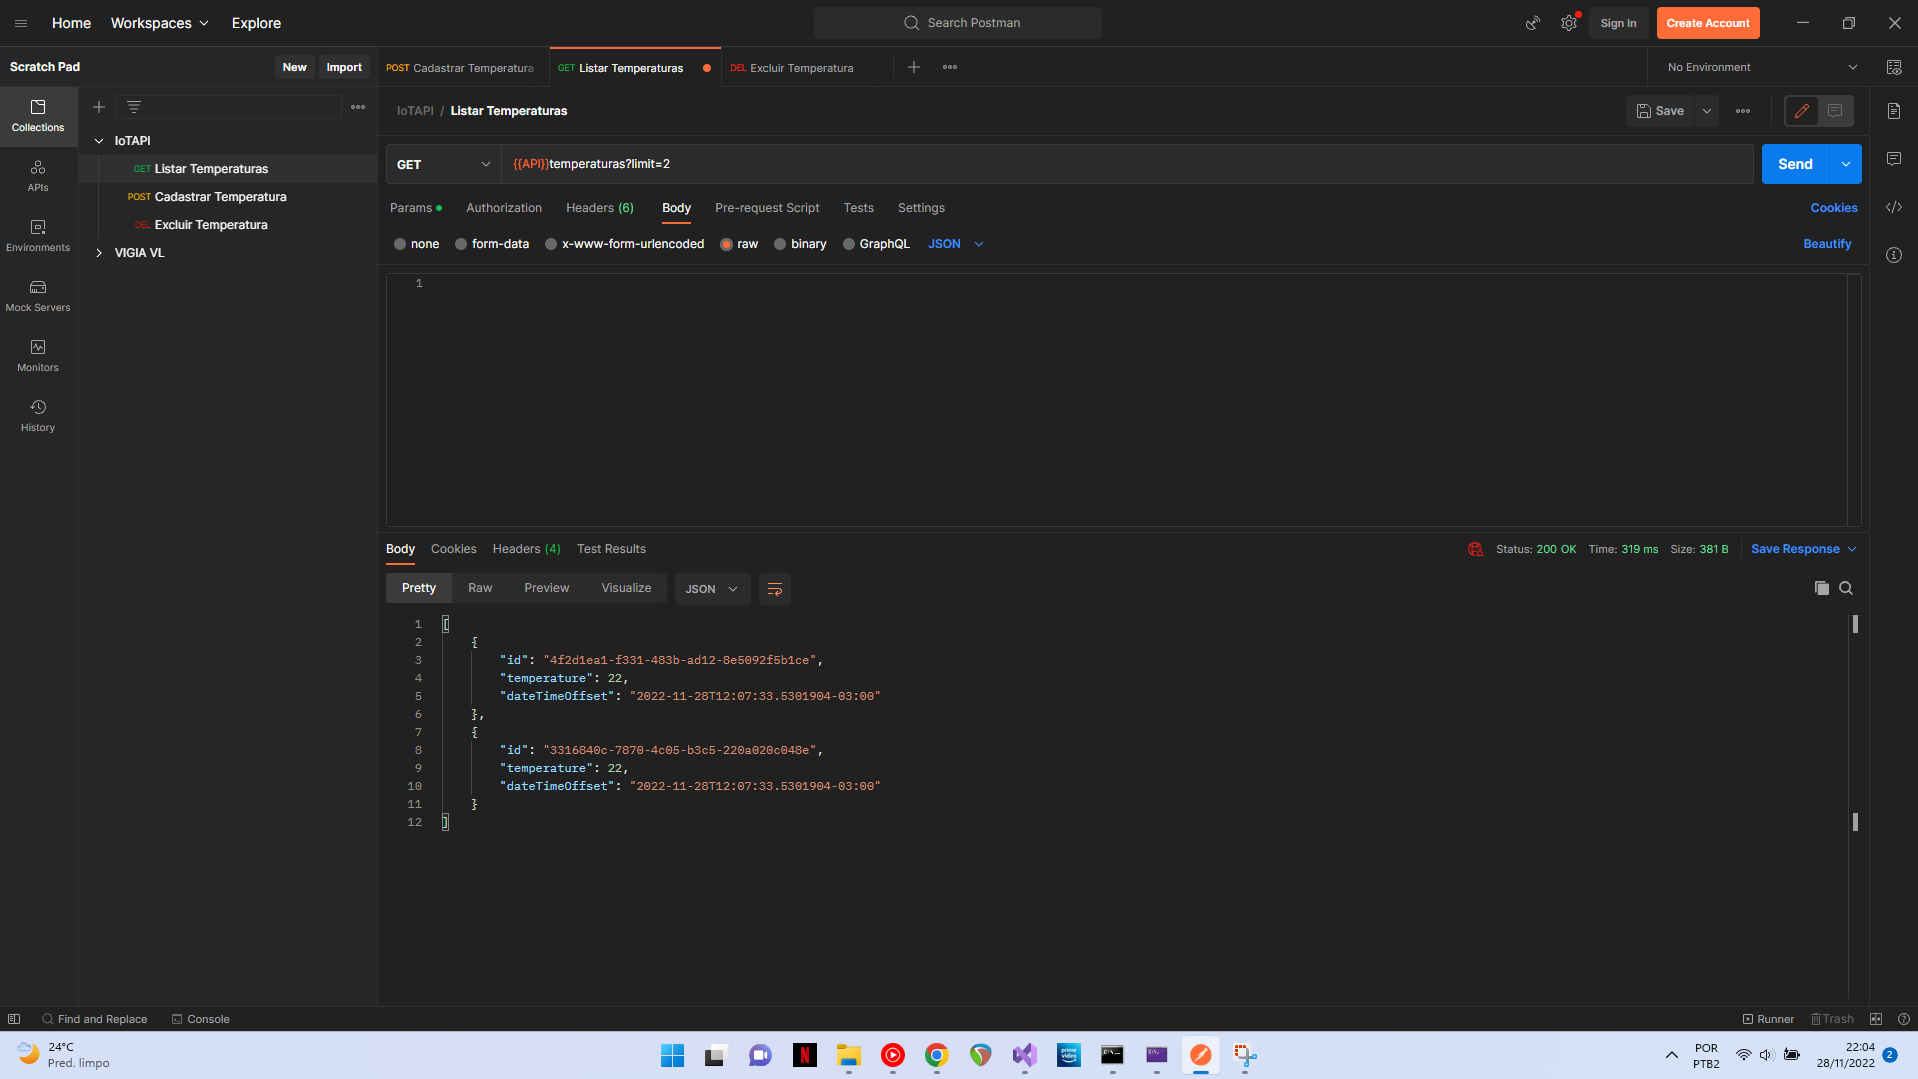 Home Workspaces Explore Search Postman Sign In Create Account
Scratch Pad New Import POST Cadastrar Temperatura GET Listar Temperaturas DEL Excluir Temperatura No Environment
Collections
APIs
Environments
Mock Servers
Monitors
History
IoTAPI
GET Listar Temperaturas
POST Cadastrar Temperatura
DEL Excluir Temperatura
VIGIA VL
IoTAPI / Listar Temperaturas Save
GET {{API}}temperaturas?limit=2 Send
Params Authorization Headers (6) Body Pre-request Script Tests Settings Cookies
none form-data x-www-form-urlencoded raw binary GraphQL JSON Beautify
1
Body Cookies Headers (4) Test Results Status: 200 OK Time: 319 ms Size: 381 B Save Response
Pretty Raw Preview Visualize JSON
1 [
2 {
3 "id": "4f2d1ea1-f331-483b-ad12-8e5092f5b1ce",
4 "temperature": 22,
5 "dateTimeOffset": "2022-11-28T12:07:33.5301904-03:00"
6 },
7 {
8 "id": "3316840c-7870-4c05-b3c5-220a020c048e",
9 "temperature": 22,
10 "dateTimeOffset": "2022-11-28T12:07:33.5301904-03:00"
11 }
12 ]
Find and Replace Console Runner Trash
24°C
Pred. limpo
N
prime video
POR
PTB2
22:04
28/11/2022
2